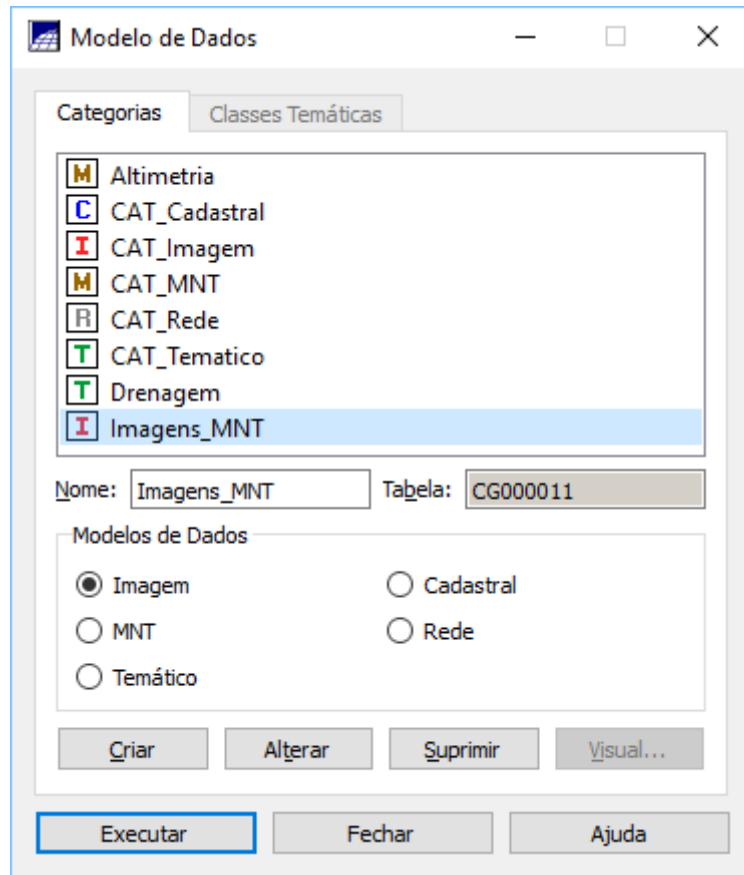 Modelo de Dados
Categorias Classes Temáticas
M Altimetria
C CAT_Cadastral
I CAT_Imagem
M CAT_MNT
R CAT_Rede
T CAT_Tematico
T Drenagem
I Imagens_MNT
Nome: Imagens_MNT Tabela: CG000011
Modelos de Dados
Imagem Cadastral
MNT Rede
Temático
Criar Alterar Suprimir Visual...
Executar Fechar Ajuda